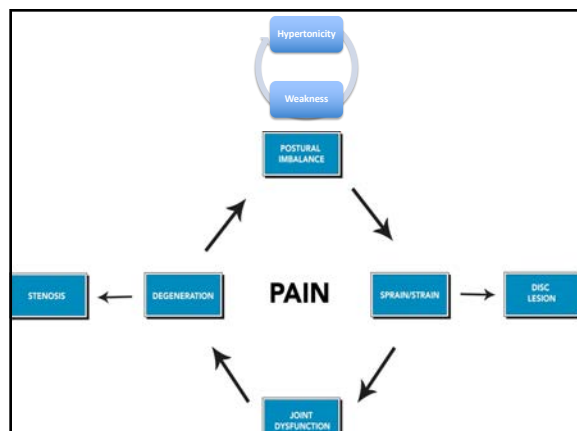 Hypertonicity
Weakness
POSTURAL
IMBALANCE
STENOSIS
DEGENERATION
PAIN
SPRAIN/STRAIN
DISC
LESION
JOINT
DYSFUNCTION